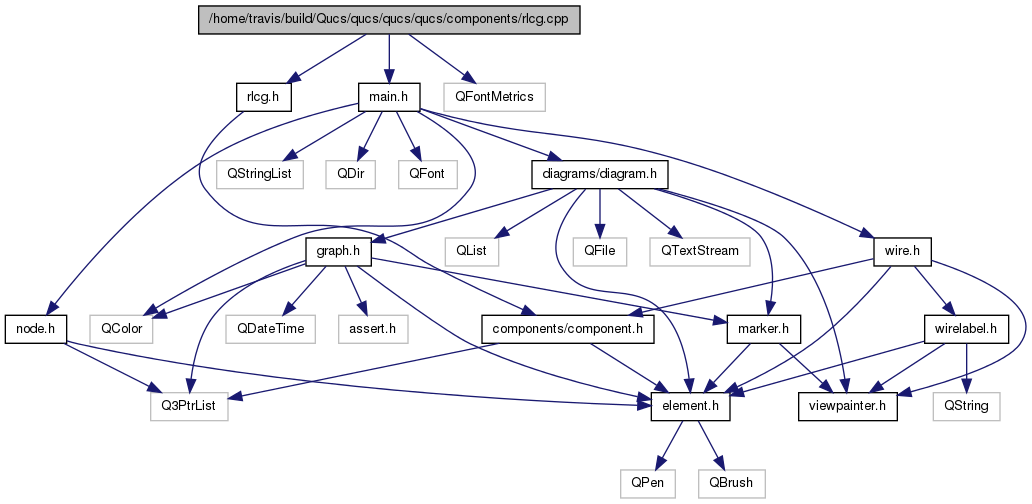 /home/travis/build/Qucs/qucs/qucs/qucs/components/rlcg.cpp
rlcg.h
main.h
QFontMetrics
QStringList
QDir
QFont
diagrams/diagram.h
graph.h
QList
QFile
QTextStream
wire.h
node.h
QColor
QDateTime
assert.h
components/component.h
marker.h
wirelabel.h
Q3PtrList
element.h
viewpainter.h
QString
QPen
QBrush